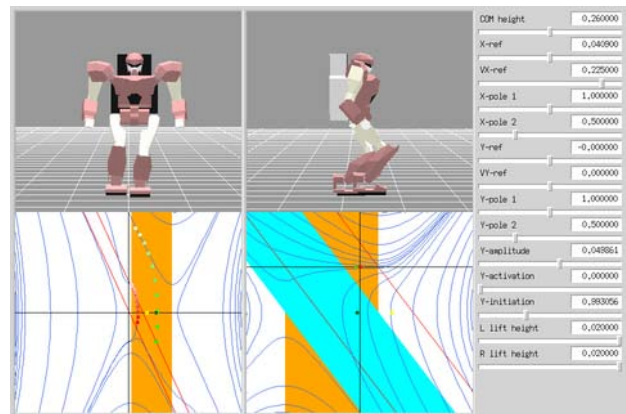 COM height 0.260000
X-ref 0.040900
VX-ref 0.225000
X-pole 1 1.000000
X-pole 2 0.500000
Y-ref -0.000000
VY-ref 0.000000
Y-pole 1 1.000000
Y-pole 2 0.500000
Y-amplitude 0.049861
Y-activation 0.000000
Y-initiation 0.993056
L lift height 0.020000
R lift height 0.020000